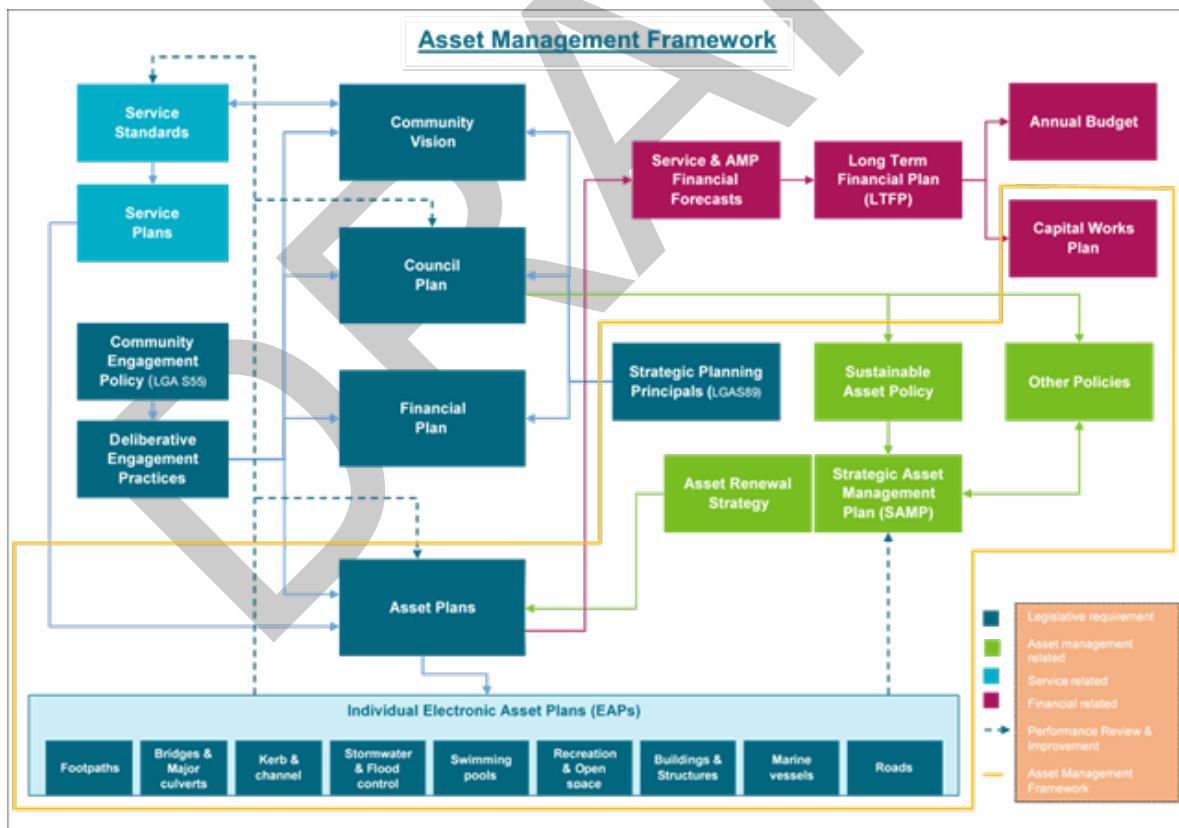 Asset Management Framework
Service
Standards
Community
Vision
Annual Budget
Service & AMP
Financial
Forecasts
Long Term
Financial Plan
(LTFP)
Service
Plans
Capital Works
Plan
Council
Plan
Community
Engagement
Policy (LGA S55)
Strategic Planning
Principals (LGAS89)
Sustainable
Asset Policy
Other Policies
Financial
Plan
Deliberative
Engagement
Practices
Asset Renewal
Strategy
Strategic Asset
Management
Plan (SAMP)
Asset Plans
Legislative requirement
Asset management
related
Service related
Financial related
Performance Review &
Improvement
Asset Management
Framework
Individual Electronic Asset Plans (EAPs)
Footpaths
Bridges &
Major
culverts
Kerb &
channel
Stormwater
& Flood
control
Swimming
pools
Recreation
& Open
space
Buildings &
Structures
Marine
vessels
Roads